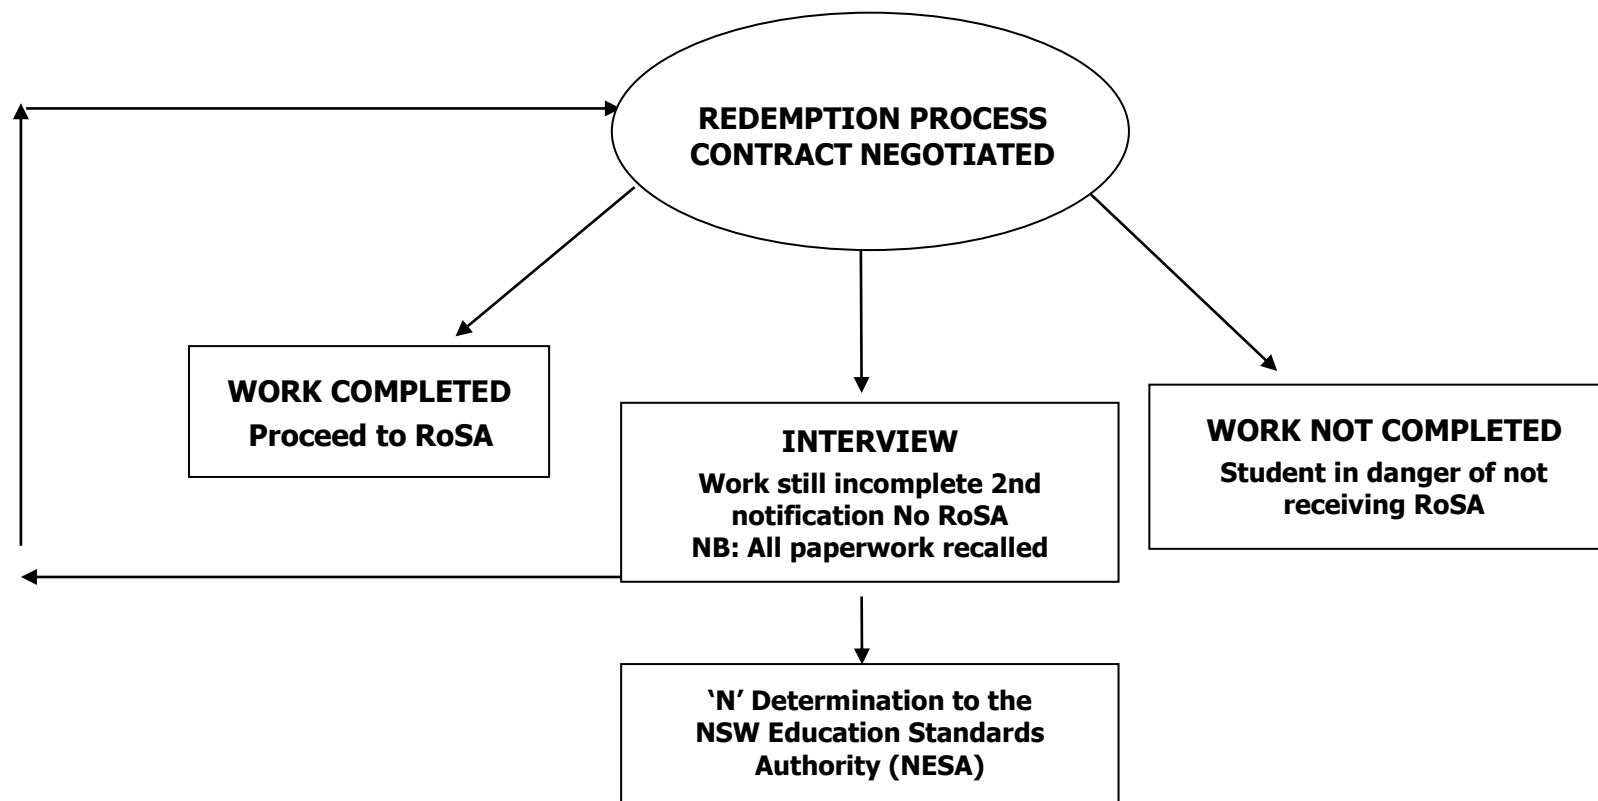 REDEMPTION PROCESS
CONTRACT NEGOTIATED
WORK COMPLETED
Proceed to RoSA
INTERVIEW
Work still incomplete 2nd
notification No RoSA
NB: All paperwork recalled
WORK NOT COMPLETED
Student in danger of not
receiving RoSA
‘N’ Determination to the
NSW Education Standards
Authority (NESA)